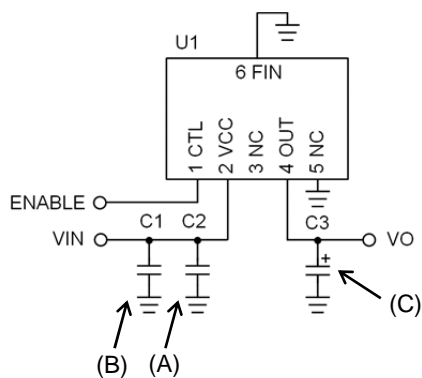 U1
6 FIN
1 CTL
2 VCC
3 NC
4 OUT
5 NC
ENABLE
C1
C2
C3
VIN
VO
+
(C)
(B)
(A)